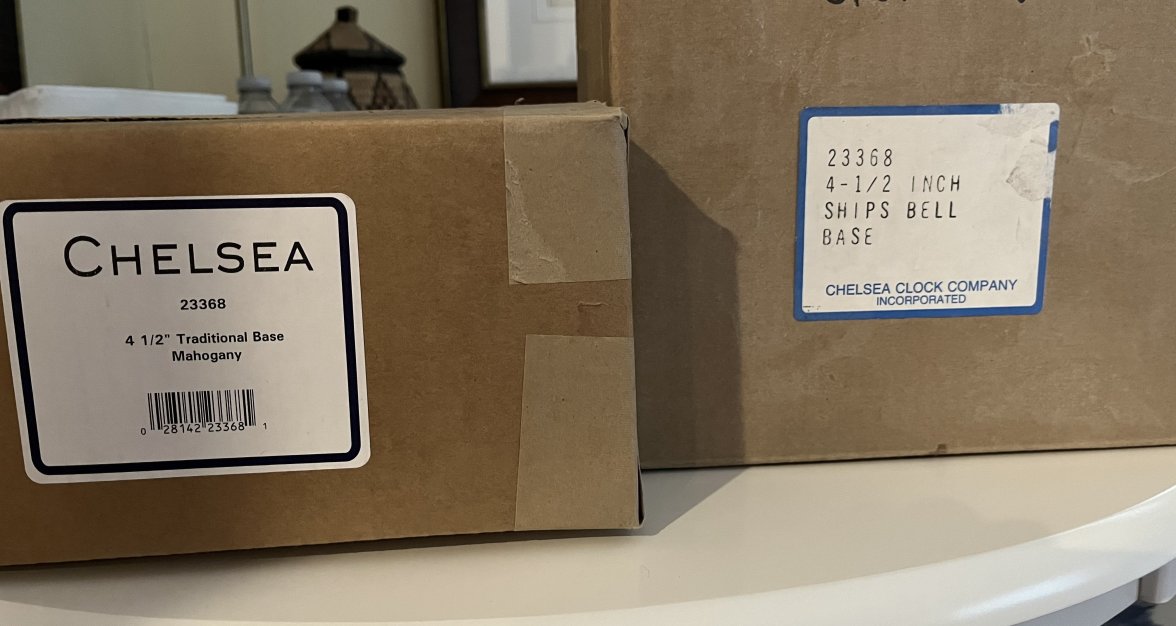 CHELSEA
23368
4 1/2" Traditional Base
Mahogany
0 28142 23368 1
23368
4-1/2 INCH
SHIPS BELL
BASE
CHELSEA CLOCK COMPANY
INCORPORATED